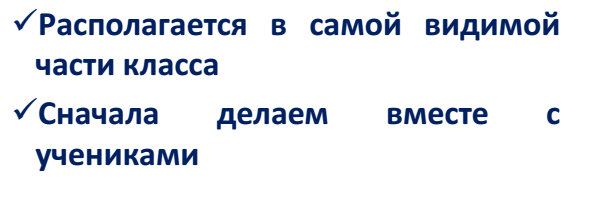 ✓Располагается в самой видимой
части класса
✓Сначала делаем вместе с
учениками